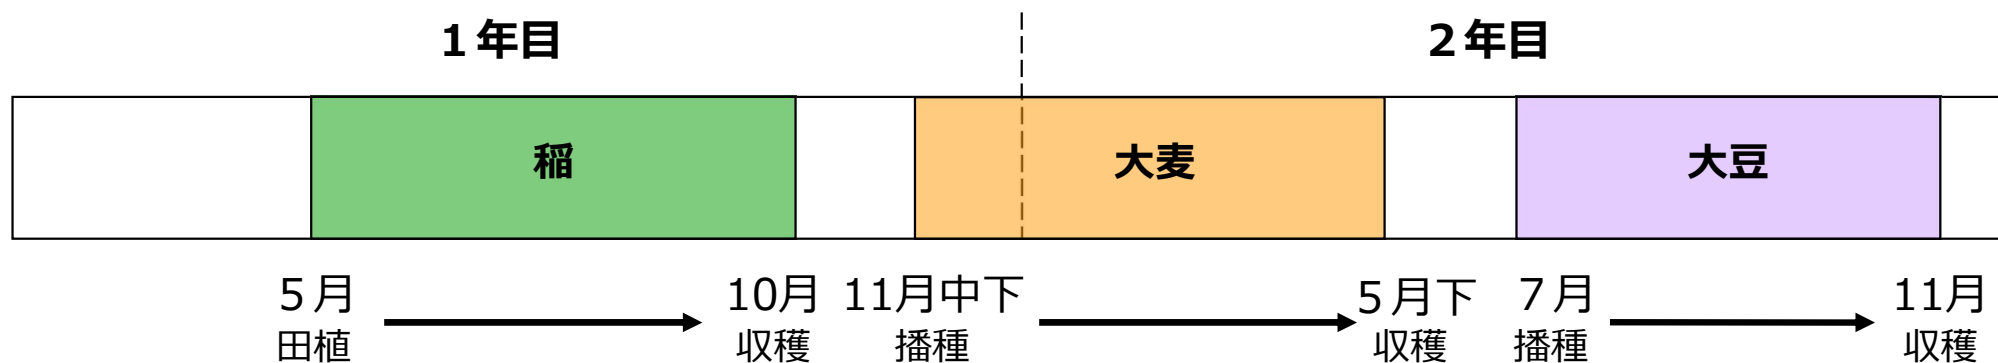 １年目
２年目
稲
大麦
大豆
５月
田植
10月
収穫
11月中下
播種
５月下
収穫
７月
播種
11月
収穫